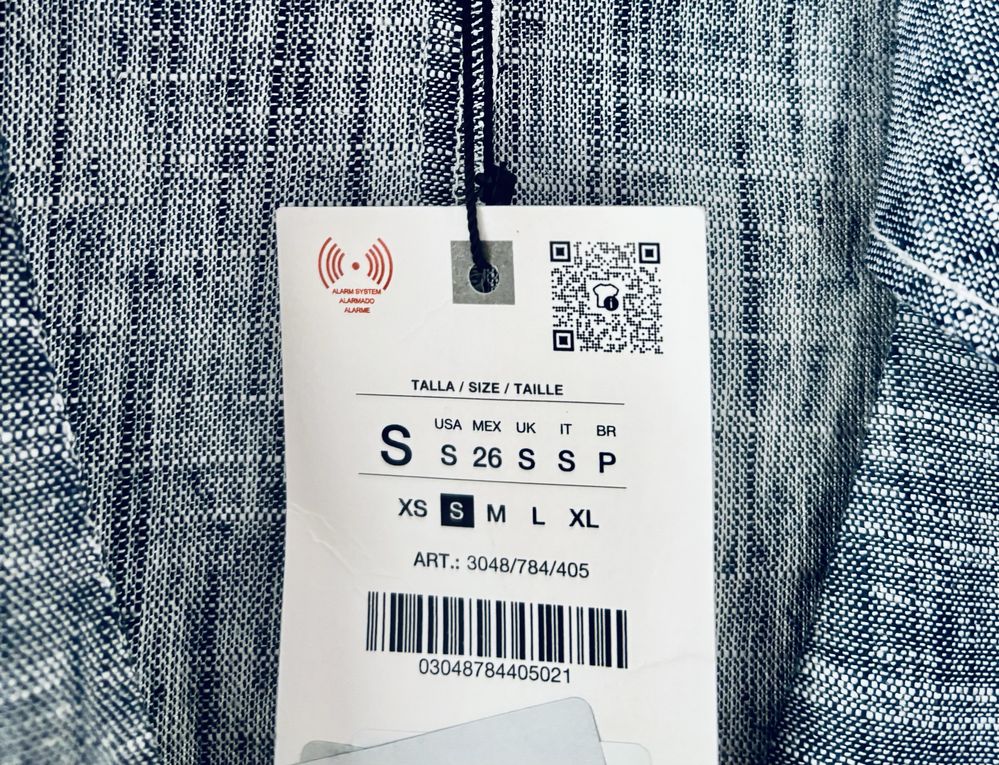 ALARM SYSTEM
ALARMADO
ALARME
TALLA / SIZE / TAILLE
USA MEX UK IT BR
S S 26 S S P
XS S M L XL
ART.: 3048/784/405
03048784405021